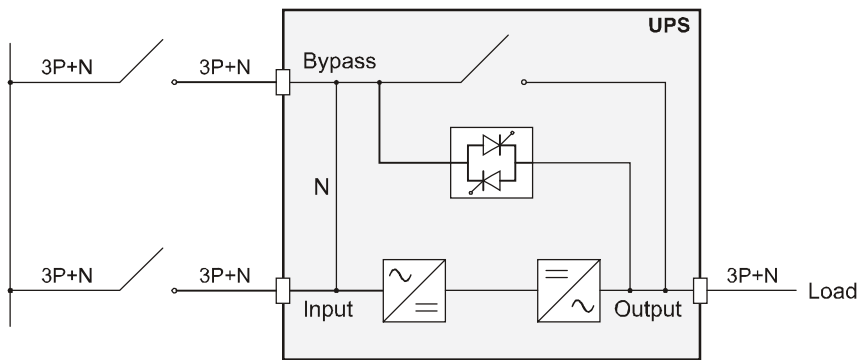 UPS
3P+N
3P+N
Bypass
N
3P+N
3P+N
Input
Output
3P+N
Load